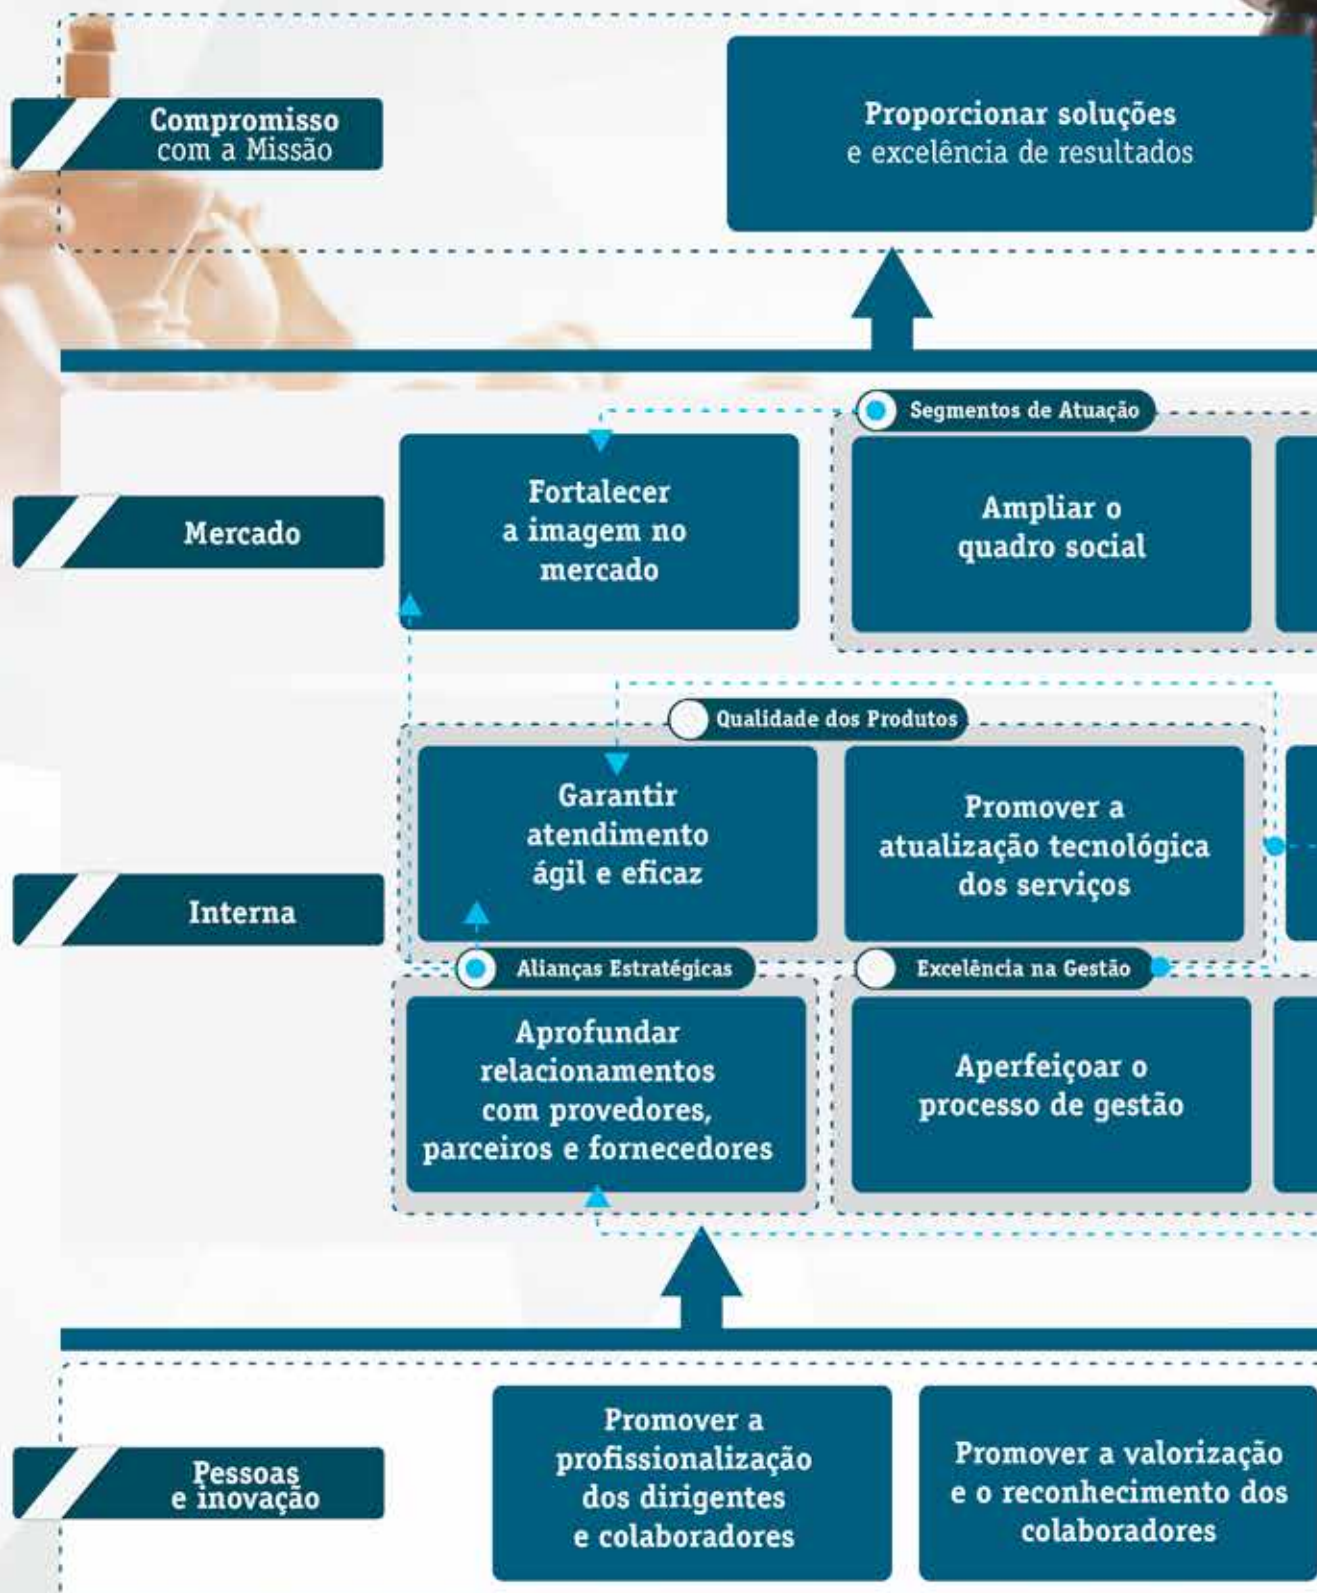 Compromisso
com a Missão
Proporcionar soluções
e excelência de resultados
Segmentos de Atuação
Mercado
Fortalecer
a imagem no
mercado
Ampliar o
quadro social
Qualidade dos Produtos
Interna
Garantir
atendimento
ágil e eficaz
Promover a
atualização tecnológica
dos serviços
Alianças Estratégicas
Excelência na Gestão
Aprofundar
relacionamentos
com provedores,
parceiros e fornecedores
Aperfeiçoar o
processo de gestão
Pessoas
e inovação
Promover a
profissionalização
dos dirigentes
e colaboradores
Promover a valorização
e o reconhecimento dos
colaboradores